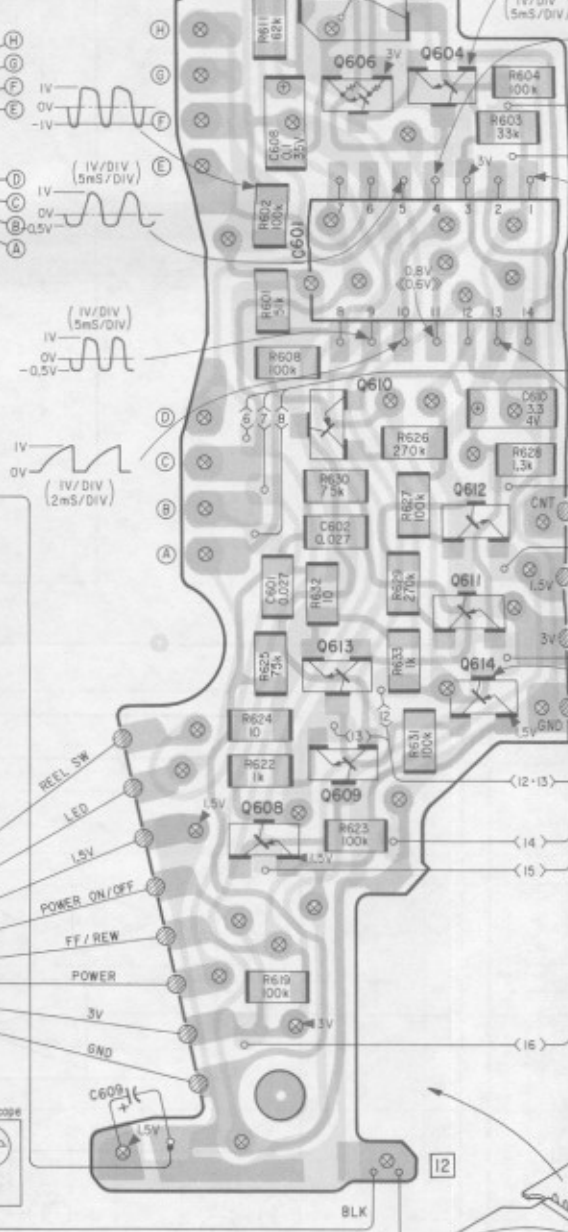 1V/DIV
(5mS/DIV)
H
G
F
E
D
C
B
A
H
G
F
E
R611
62k
C608
0.1
35V
Q606
3V
Q604
R604
100k
R603
33k
3V
1V
0V
-1V
(1V/DIV
5mS/DIV)
1V
0V
-0.5V
R602
100k
IC601
7 6 5 4 3 2 1
0.8V
(0.6V)
8 9 10 11 12 13 14
R601
51k
(1V/DIV
5mS/DIV)
1V
0V
-0.5V
R608
100k
Q610
C610
3.3
4V
D
C
B
A
6 7 8
R626
270k
R628
1.3k
1V
0V
(1V/DIV
2mS/DIV)
R630
75k
R627
100k
Q612
CNT
C602
0.027
C601
0.027
R632
10
R629
270k
Q611
1.5V
R625
75k
Q613
R633
1k
3V
Q614
12
13
R631
100k
1.5V
GND
R624
10
R622
1k
Q609
12·13
Q608
1.5V
R623
100k
1.5V
14
15
REEL SW
LED
1.5V
POWER ON/OFF
FF/REW
POWER
3V
GND
R619
100k
3V
16
C609
+
1.5V
cope
12
BLK